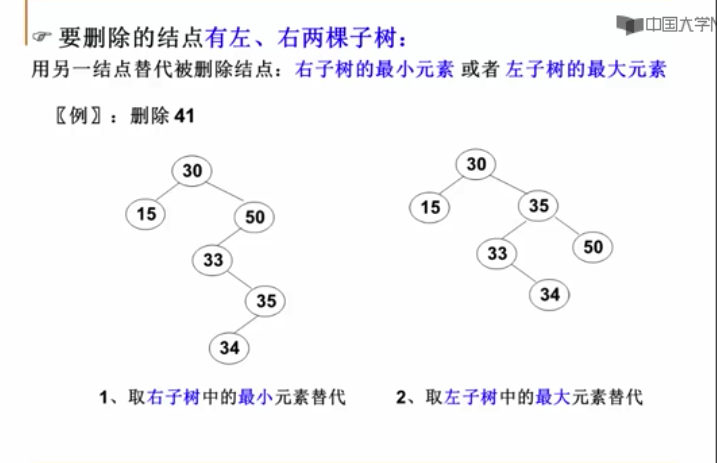 中国大学M
☞ 要删除的结点有左、右两棵子树：
用另一结点替代被删除结点：右子树的最小元素 或者 左子树的最大元素
〖例〗：删除 41
30
15
50
33
35
34
30
15
35
33
50
34
1、取右子树中的最小元素替代
2、取左子树中的最大元素替代